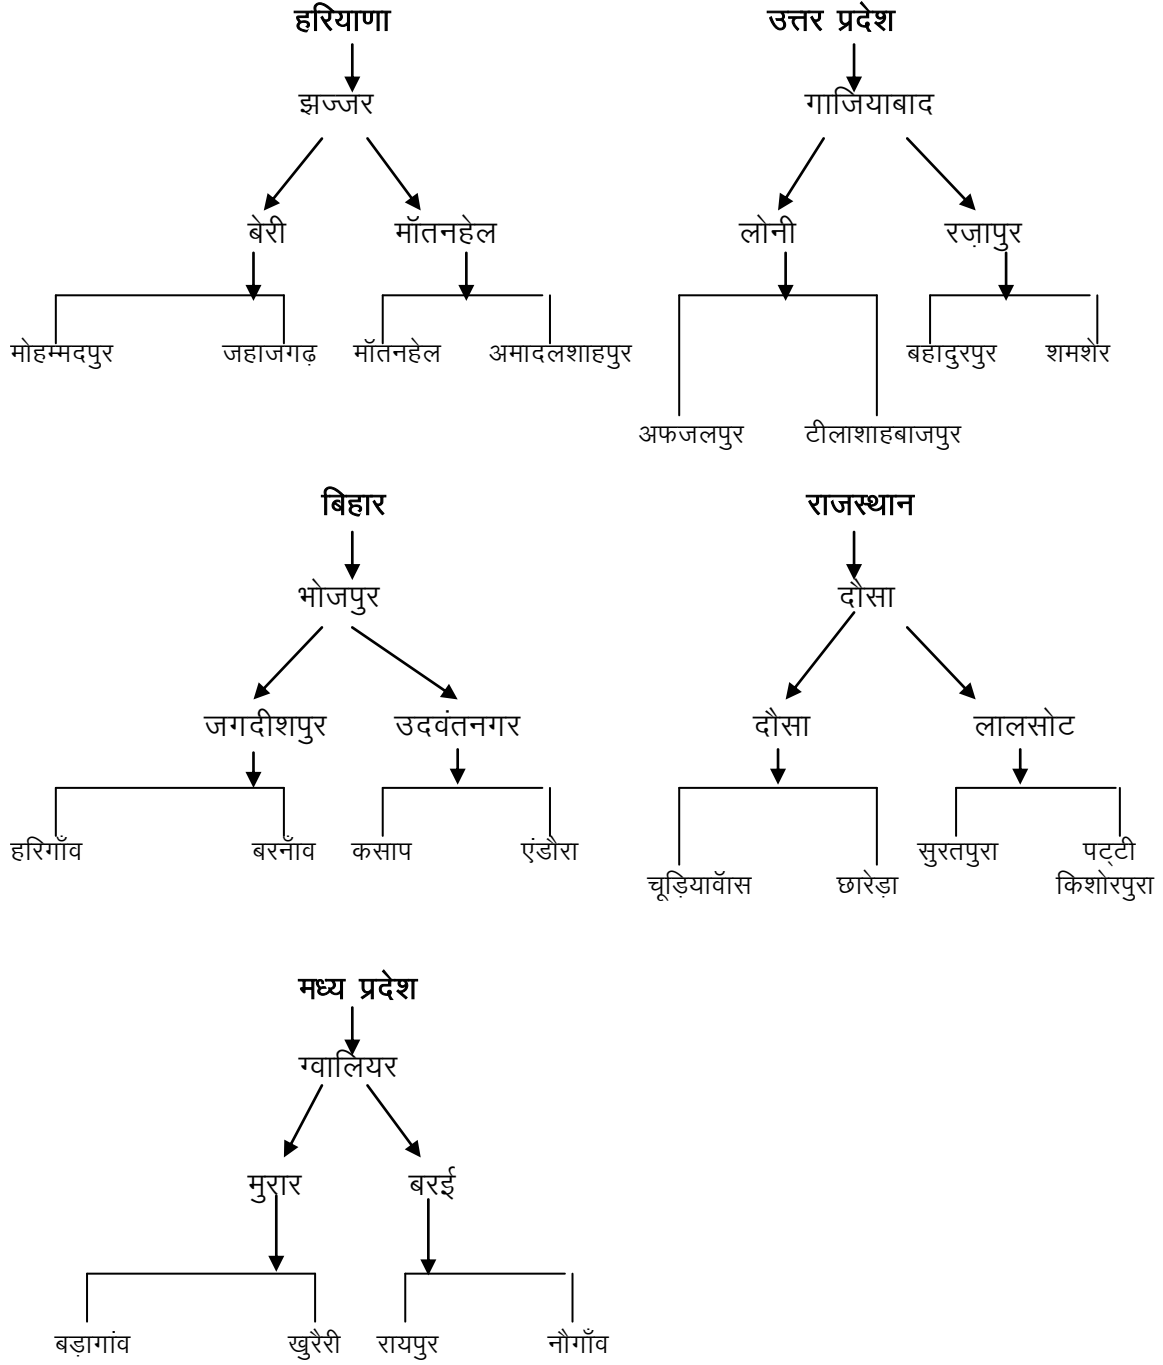 हरियाणा उत्तर प्रदेश
झज्जर गाजियाबाद
बेरी मॉतनहेल लोनी रज़ापुर
मोहम्मदपुर जहाजगढ़ मॉतनहेल अमादलशाहपुर बहादुरपुर शमशेर
अफजलपुर टीलाशाहबाजपुर
बिहार राजस्थान
भोजपुर दौसा
जगदीशपुर उदवंतनगर दौसा लालसोट
हरिगाँव बरनाँव कसाप एंडौरा सुरतपुरा पट्टी
चूड़ियावॅास छारेड़ा किशोरपुरा
मध्य प्रदेश
ग्वालियर
मुरार बरई
बड़ागांव खुरैरी रायपुर नौगाँव